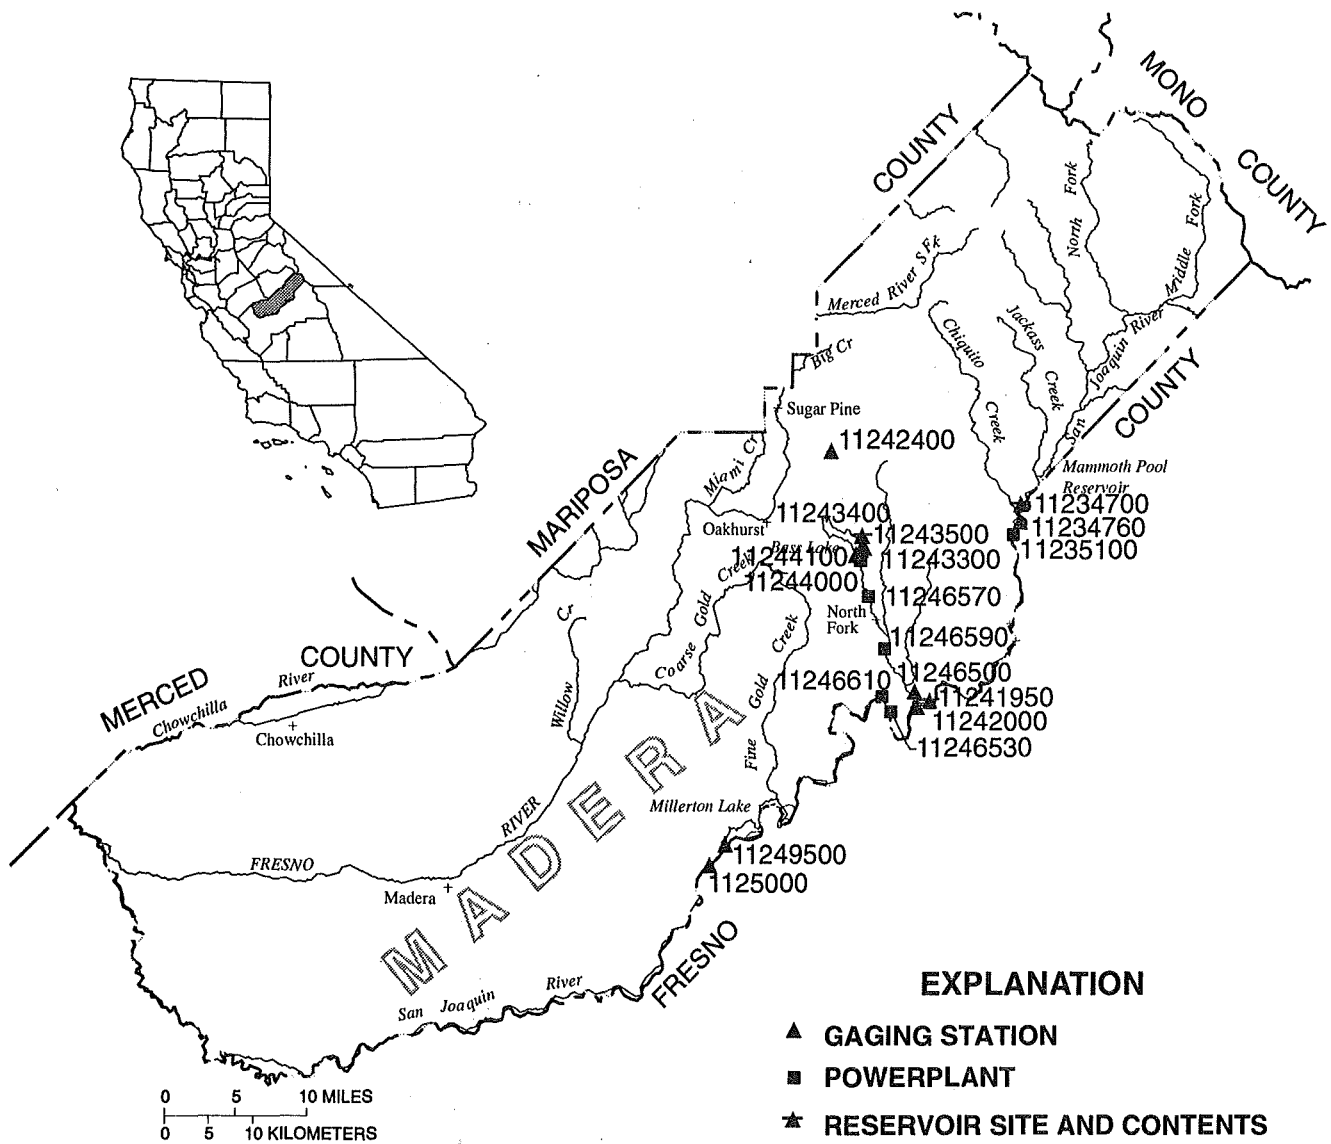 MONO
COUNTY
COUNTY
North Fork
Middle Fork
Merced River S Fk
Chiquito Creek
Jackass Creek
San Joaquin River
COUNTY
Big Cr
Sugar Pine
11242400
Miami Cr
Mammoth Pool
Reservoir
11234700
11234760
11235100
MARIPOSA
Oakhurst
11243400
11243500
Bass Lake
11244100
11243300
11244000
11246570
North
Fork
11246590
11246500
11246610
11241950
11242000
11246530
Coarse Gold Creek
Fine Gold Creek
Willow Cr
COUNTY
MERCED
Chowchilla River
Chowchilla
MADERA
Millerton Lake
11249500
1125000
FRESNO RIVER
Madera
FRESNO
San Joaquin River
EXPLANATION
GAGING STATION
POWERPLANT
RESERVOIR SITE AND CONTENTS
0 5 10 MILES
0 5 10 KILOMETERS